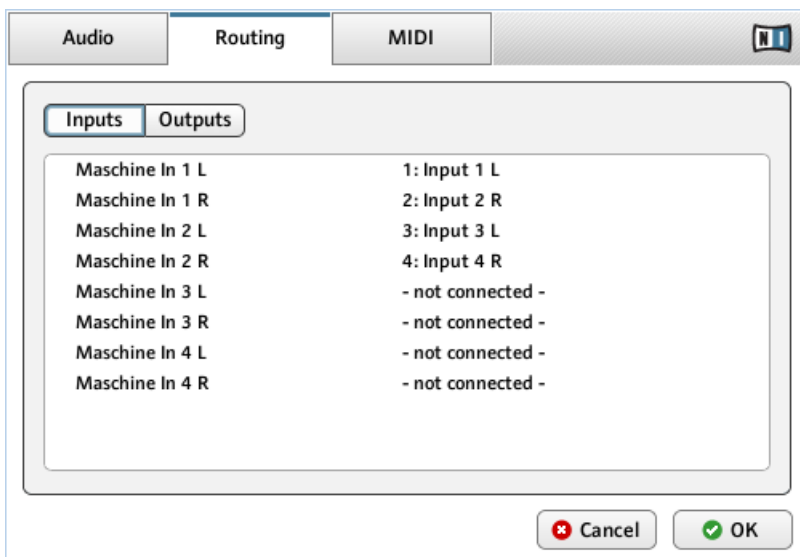 Audio Routing MIDI NI
Inputs Outputs
Maschine In 1 L 1: Input 1 L
Maschine In 1 R 2: Input 2 R
Maschine In 2 L 3: Input 3 L
Maschine In 2 R 4: Input 4 R
Maschine In 3 L - not connected -
Maschine In 3 R - not connected -
Maschine In 4 L - not connected -
Maschine In 4 R - not connected -
Cancel OK